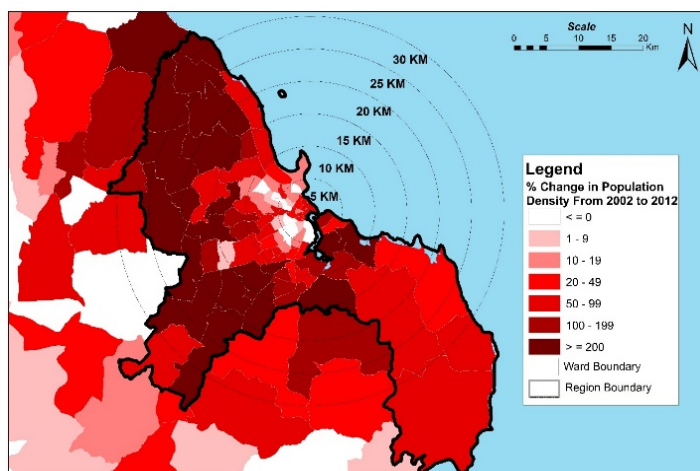 Scale
0 5 10 15 20
Km
N
30 KM
25 KM
20 KM
15 KM
10 KM
5 KM
Legend
% Change in Population
Density From 2002 to 2012
< = 0
1 - 9
10 - 19
20 - 49
50 - 99
100 - 199
> = 200
Ward Boundary
Region Boundary